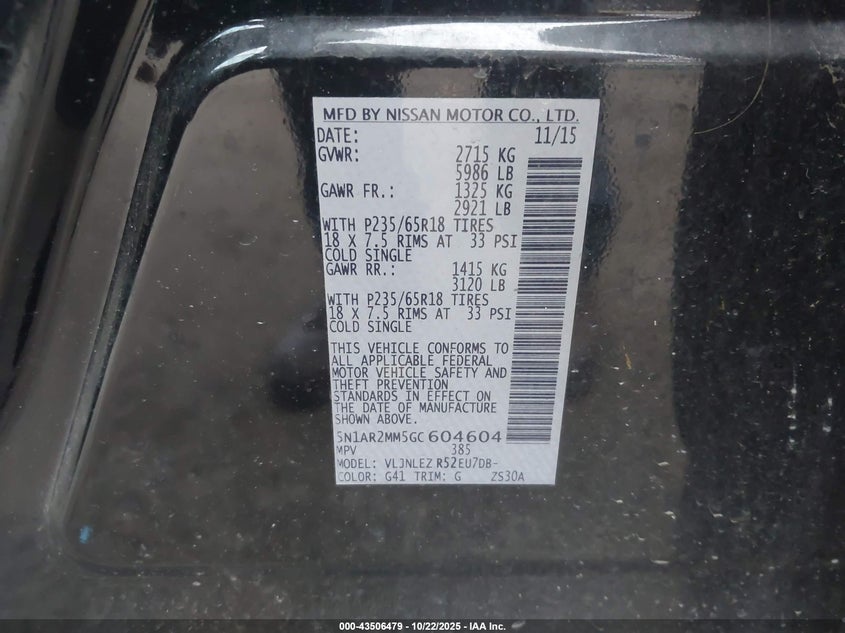 MFD BY NISSAN MOTOR CO., LTD.
DATE: 11/15
GVWR: 2715 KG
5986 LB
GAWR FR.: 1325 KG
2921 LB
WITH P235/65R18 TIRES
18 X 7.5 RIMS AT 33 PSI
COLD SINGLE
GAWR RR.: 1415 KG
3120 LB
WITH P235/65R18 TIRES
18 X 7.5 RIMS AT 33 PSI
COLD SINGLE
THIS VEHICLE CONFORMS TO
ALL APPLICABLE FEDERAL
MOTOR VEHICLE SAFETY AND
THEFT PREVENTION
STANDARDS IN EFFECT ON
THE DATE OF MANUFACTURE
SHOWN ABOVE.
5N1AR2MM5GC604604
MPV 385
MODEL: VLJNLEZ R52EU7DB-
COLOR: G41 TRIM: G ZS30A
000-43506479 - 10/22/2025 - IAA Inc.